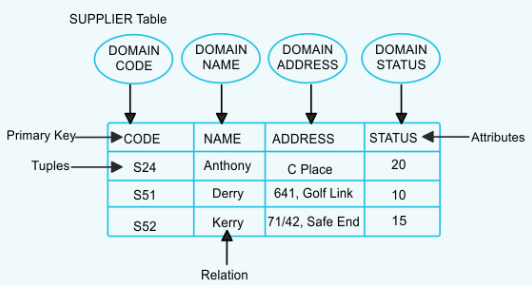 SUPPLIER Table
DOMAIN CODE
DOMAIN NAME
DOMAIN ADDRESS
DOMAIN STATUS
Primary Key CODE NAME ADDRESS STATUS Attributes
Tuples S24 Anthony C Place 20
S51 Derry 641, Golf Link 10
S52 Kerry 71/42, Safe End 15
Relation